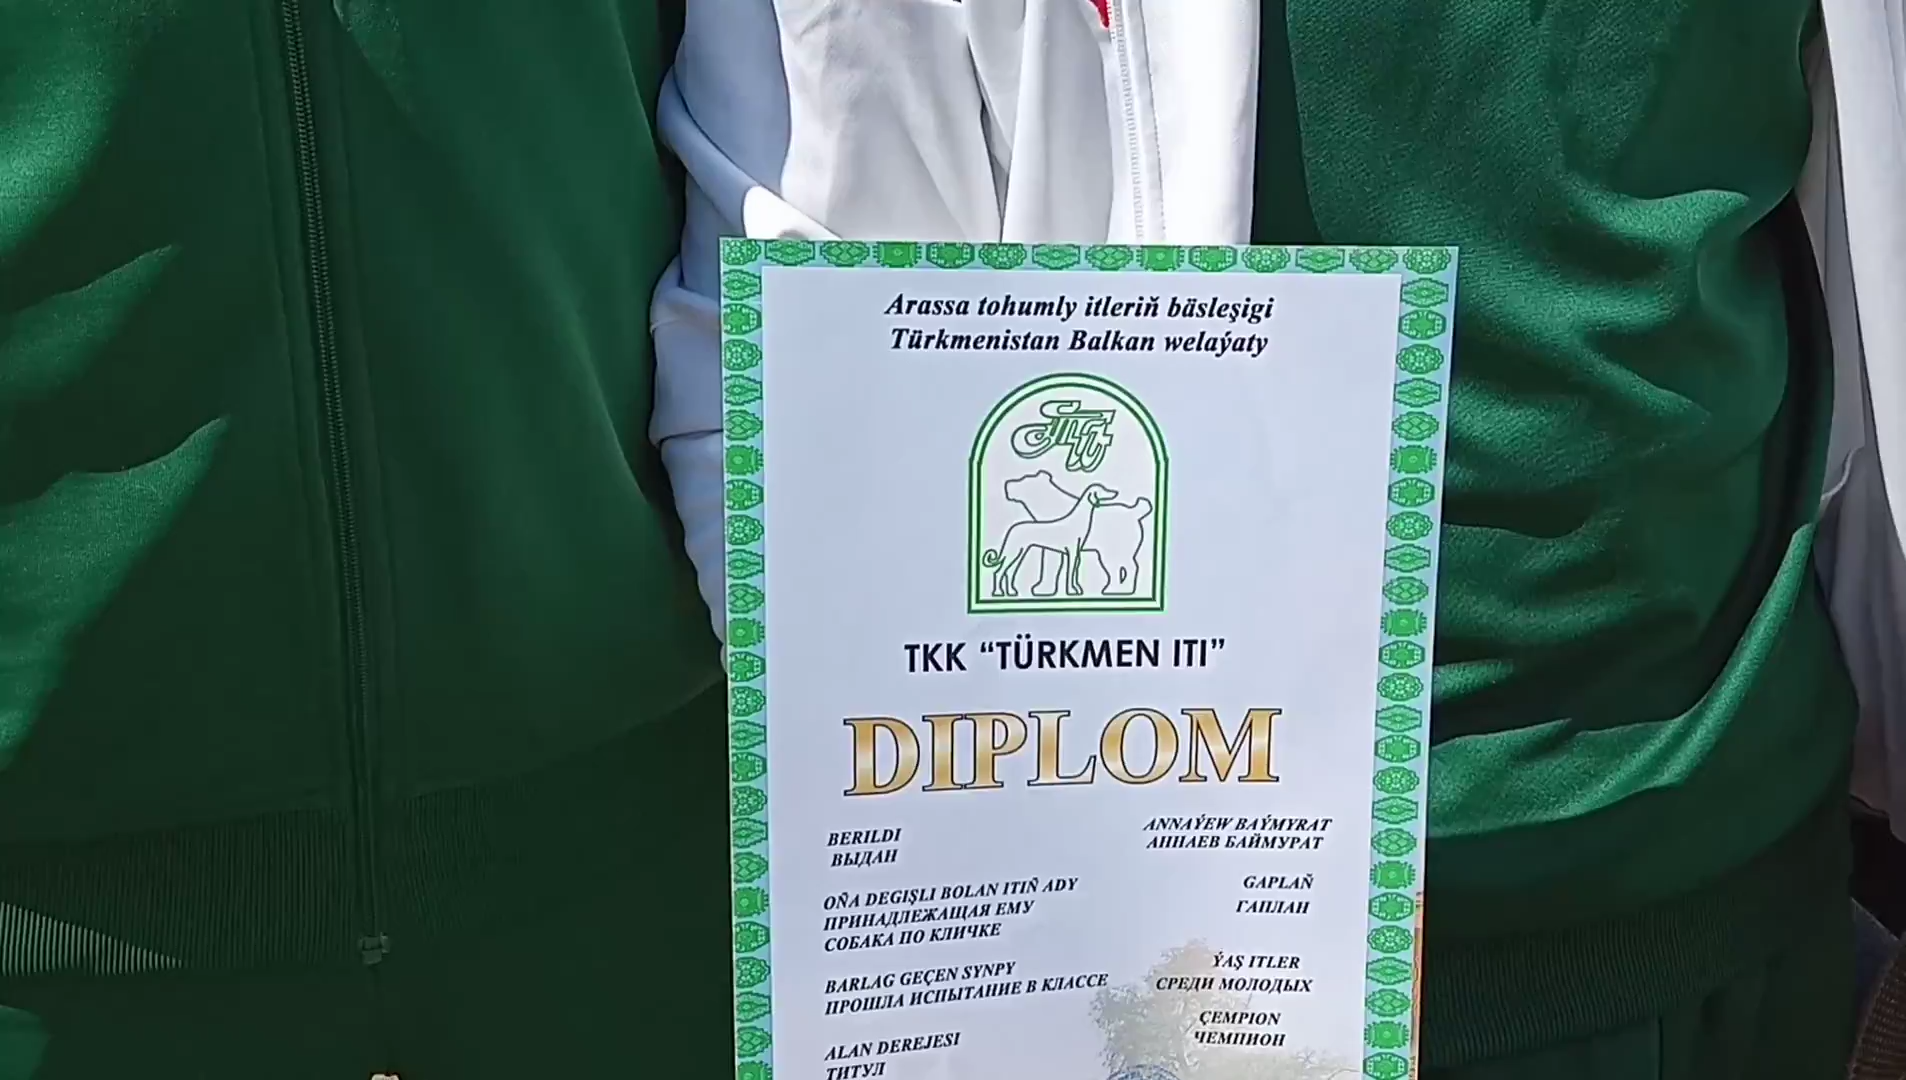 Arassa tohumly itleriň bäsleşigi
Türkmenistan Balkan welaýaty
TKK “TÜRKMEN ITI”
DIPLOM
BERILDI
ВЫДАН
ANNAÝEW BAÝMYRAT
АННАЕВ БАЙМУРАТ
OÑA DEGIŞLI BOLAN ITIÑ ADY
ПРИНАДЛЕЖАЩАЯ ЕМУ
СОБАКА ПО КЛИЧКЕ
GAPLAŇ
ГАПЛАН
BARLAG GEÇEN SYNPY
ПРОШЛА ИСПЫТАНИЕ В КЛАССЕ
ÝAŞ ITLER
СРЕДИ МОЛОДЫХ
ALAN DEREJESI
ТИТУЛ
ÇEMPION
ЧЕМПИОН